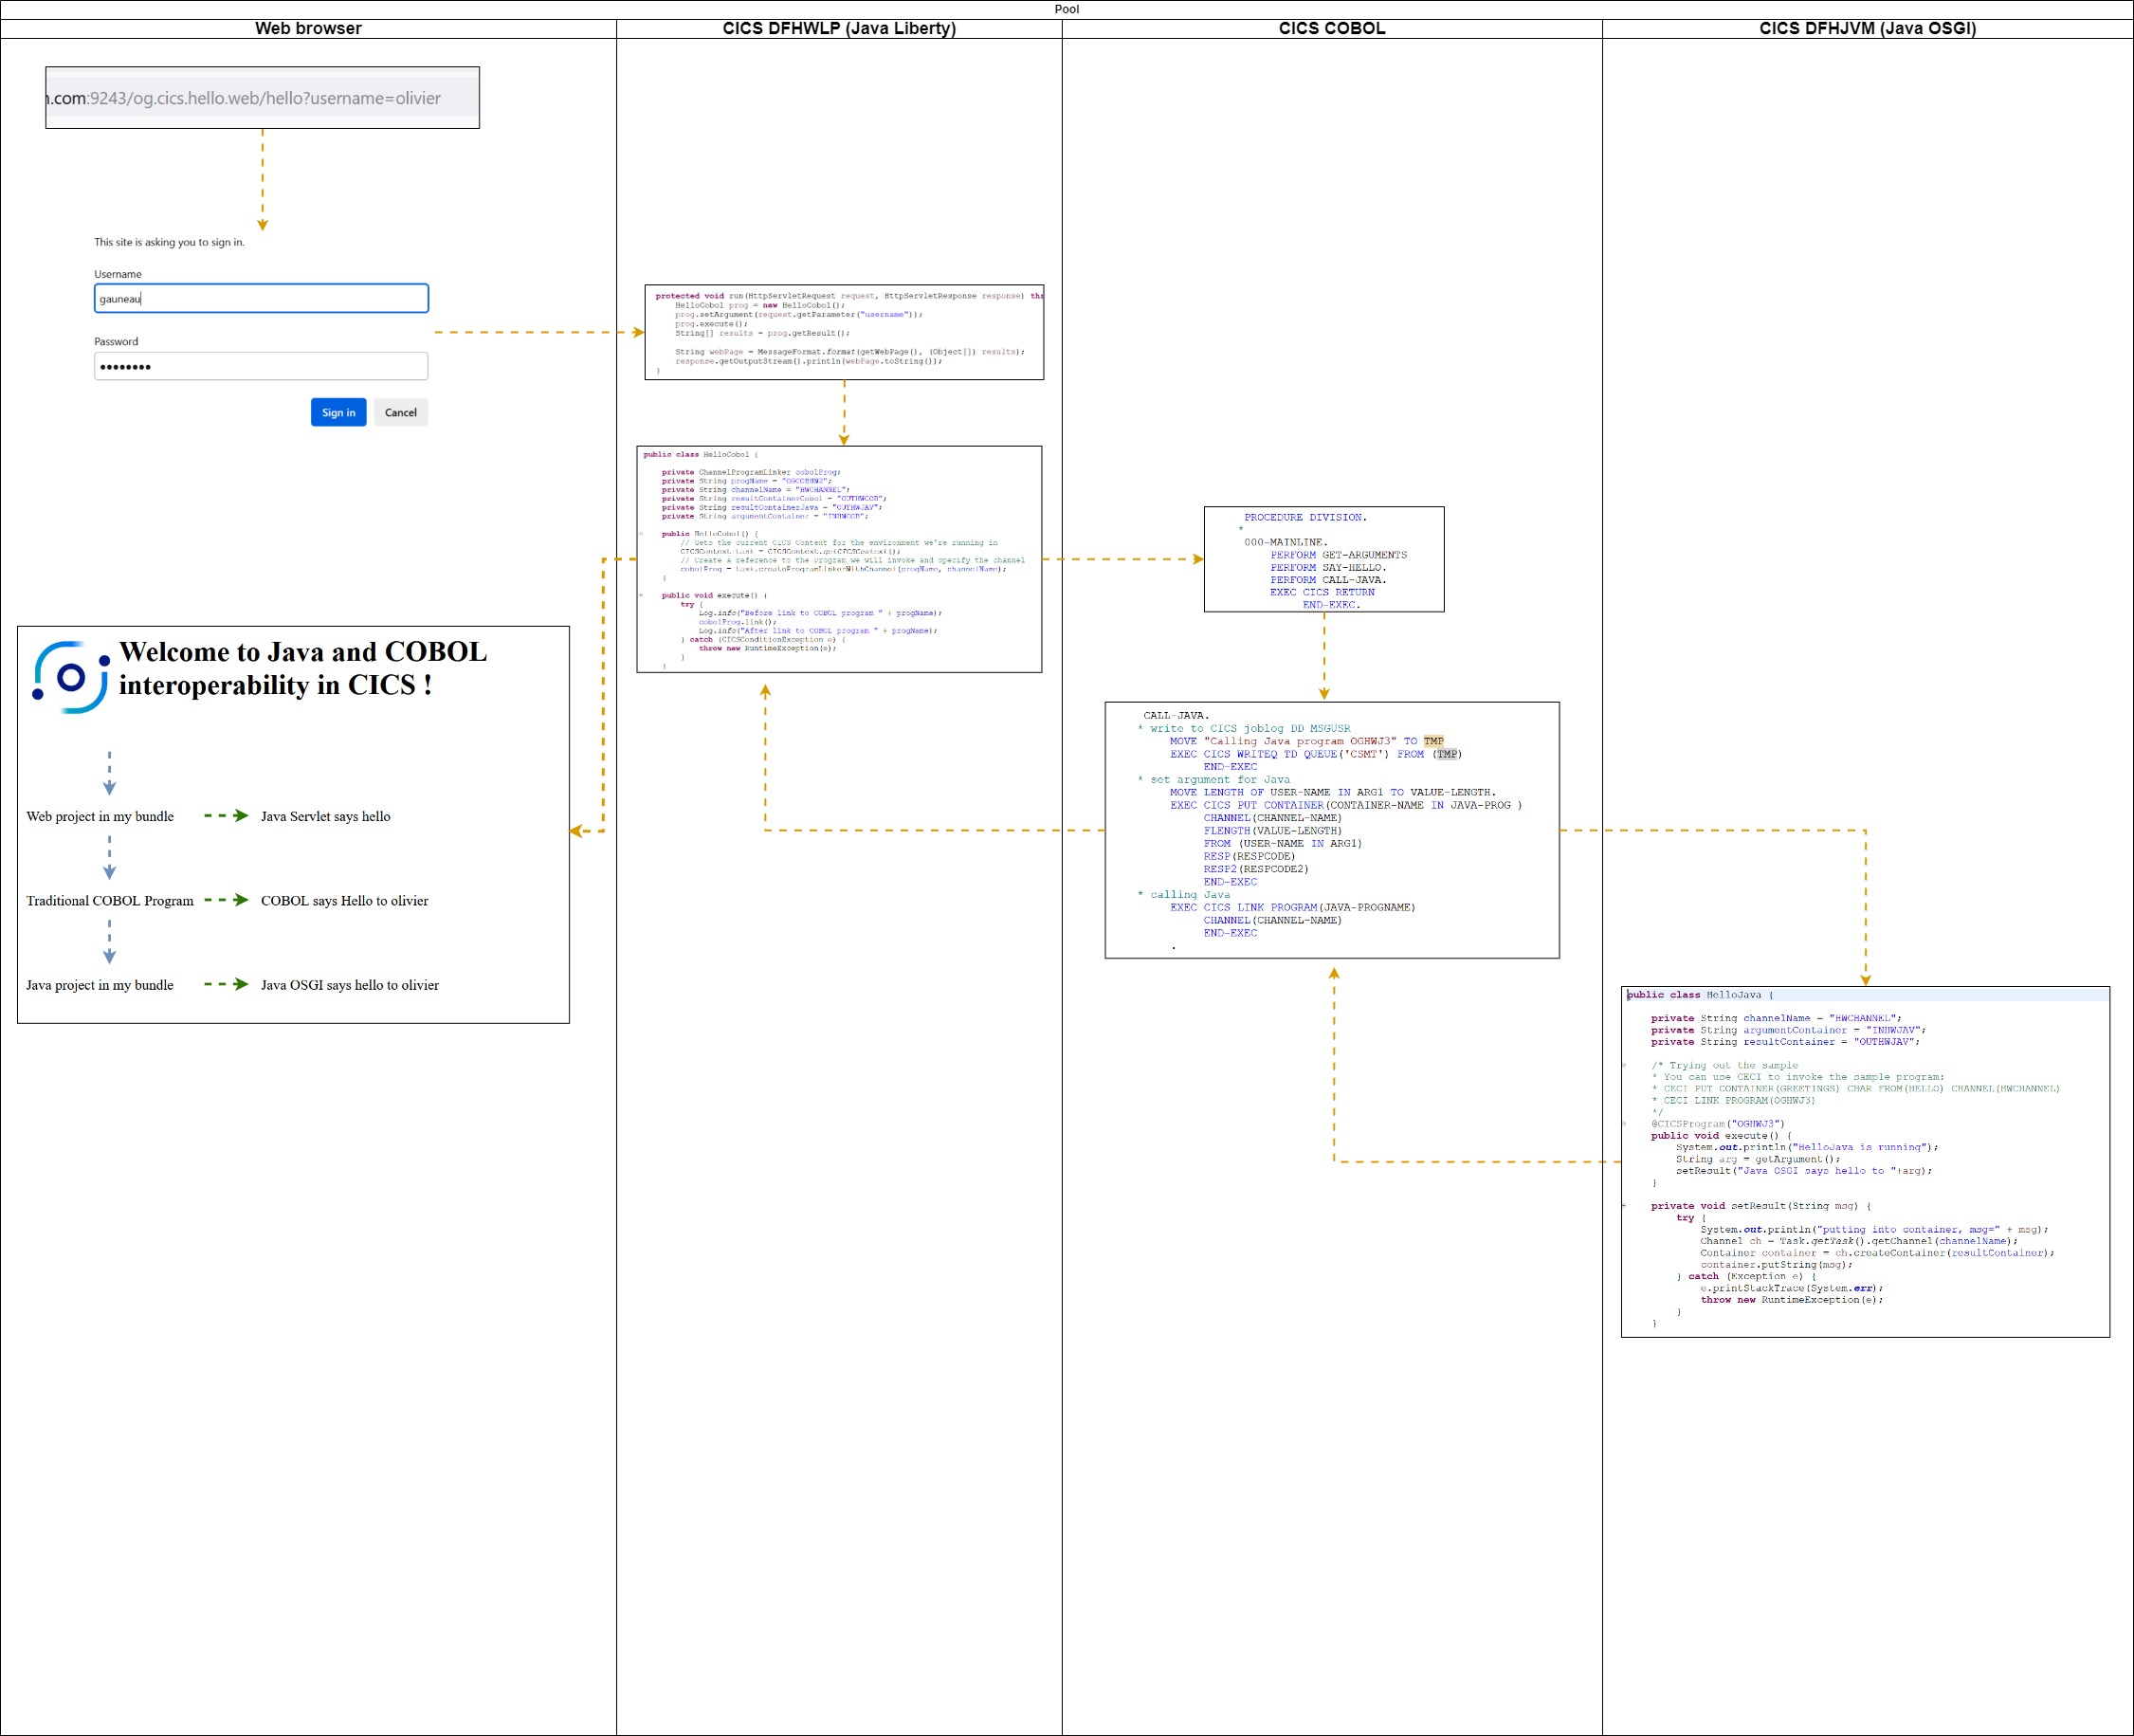 Pool
Web browser
CICS DFHWLP (Java Liberty)
CICS COBOL
CICS DFHJVM (Java OSGI)
.com:9243/og.cics.hello.web/hello?username=olivier
This site is asking you to sign in.
Username
gauneau
Password
Sign in
Cancel
Welcome to Java and COBOL
interoperability in CICS !
Web project in my bundle
Java Servlet says hello
Traditional COBOL Program
COBOL says Hello to olivier
Java project in my bundle
Java OSGI says hello to olivier
protected void run(HttpServletRequest request, HttpServletResponse response) thr
HelloCobol prog = new HelloCobol();
prog.setArgument(request.getParameter("username"));
prog.execute();
String[] results = prog.getResult();
String webPage = MessageFormat.format(getWebPage(), (Object[]) results);
response.getOutputStream().println(webPage.toString());
}
public class HelloCobol {
private ChannelProgramLinker cobolProg;
private String progName =
private String channelName = "HWCHANNEL";
private String resultContainerCobol = "OUTHWCOB";
private String resultContainerJava = "OUTHWJAV";
private String argumentContainer = "INHWCOB";
public HelloCobol() {
// Gets the current CICS Context for the environment we're running in
CICSContext task = CICSContext.getCICSContext();
// Create a reference to the Program we will invoke and specify the channel
cobolProg = task.createProgramLinkerWithChannel(progName, channelName);
}
public void execute() {
try {
Log.info("Before link to COBOL program " + progName);
cobolProg.link();
Log.info("After link to COBOL program " + progName);
} catch (CICSConditionException e) {
throw new RuntimeException(e);
}
}
PROCEDURE DIVISION.
*
000-MAINLINE.
PERFORM GET-ARGUMENTS
PERFORM SAY-HELLO.
PERFORM CALL-JAVA.
EXEC CICS RETURN
END-EXEC.
CALL-JAVA.
* write to CICS joblog DD MSGUSR
MOVE "Calling Java program OGHWJ3" TO TMP
EXEC CICS WRITEQ TD QUEUE('CSMT') FROM (TMP)
END-EXEC
* set argument for Java
MOVE LENGTH OF USER-NAME IN ARG1 TO VALUE-LENGTH.
EXEC CICS PUT CONTAINER(CONTAINER-NAME IN JAVA-PROG )
CHANNEL(CHANNEL-NAME)
FLENGTH(VALUE-LENGTH)
FROM (USER-NAME IN ARG1)
RESP(RESPCODE)
RESP2(RESPCODE2)
END-EXEC
* calling Java
EXEC CICS LINK PROGRAM(JAVA-PROGNAME)
CHANNEL(CHANNEL-NAME)
END-EXEC
.
public class HelloJava {
private String channelName = "HWCHANNEL";
private String argumentContainer = "INHWJAV";
private String resultContainer = "OUTHWJAV";
/* Trying out the sample
* You can use CECI to invoke the sample program:
* CECI PUT CONTAINER(GREETINGS) CHAR FROM(HELLO) CHANNEL(HWCHANNEL)
* CECI LINK PROGRAM(OGHWJ3)
*/
@CICSProgram("OGHWJ3")
public void execute() {
System.out.println("HelloJava is running");
String arg = getArgument();
setResult("Java OSGI says hello to "+arg);
}
private void setResult(String msg) {
try {
System.out.println("putting into container, msg=" + msg);
Channel ch = Task.getTask().getChannel(channelName);
Container container = ch.createContainer(resultContainer);
container.putString(msg);
} catch (Exception e) {
e.printStackTrace(System.err);
throw new RuntimeException(e);
}
}